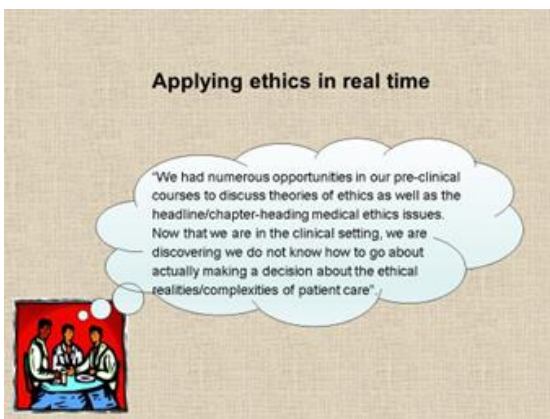 Applying ethics in real time
“We had numerous opportunities in our pre-clinical
courses to discuss theories of ethics as well as the
headline/chapter-heading medical ethics issues.
Now that we are in the clinical setting, we are
discovering we do not know how to go about
actually making a decision about the ethical
realities/complexities of patient care”.